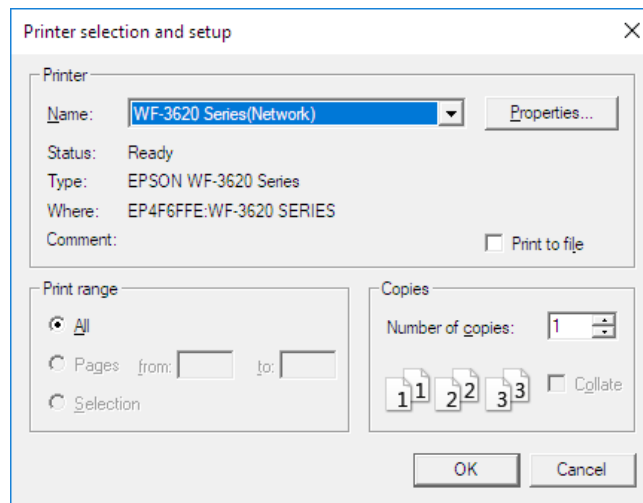 Printer selection and setup
Printer
Name: WF-3620 Series(Network) Properties...
Status: Ready
Type: EPSON WF-3620 Series
Where: EP4F6FFE:WF-3620 SERIES
Comment: Print to file
Print range
All
Pages from: to:
Selection
Copies
Number of copies: 1
1 1 2 2 3 3 Collate
OK Cancel